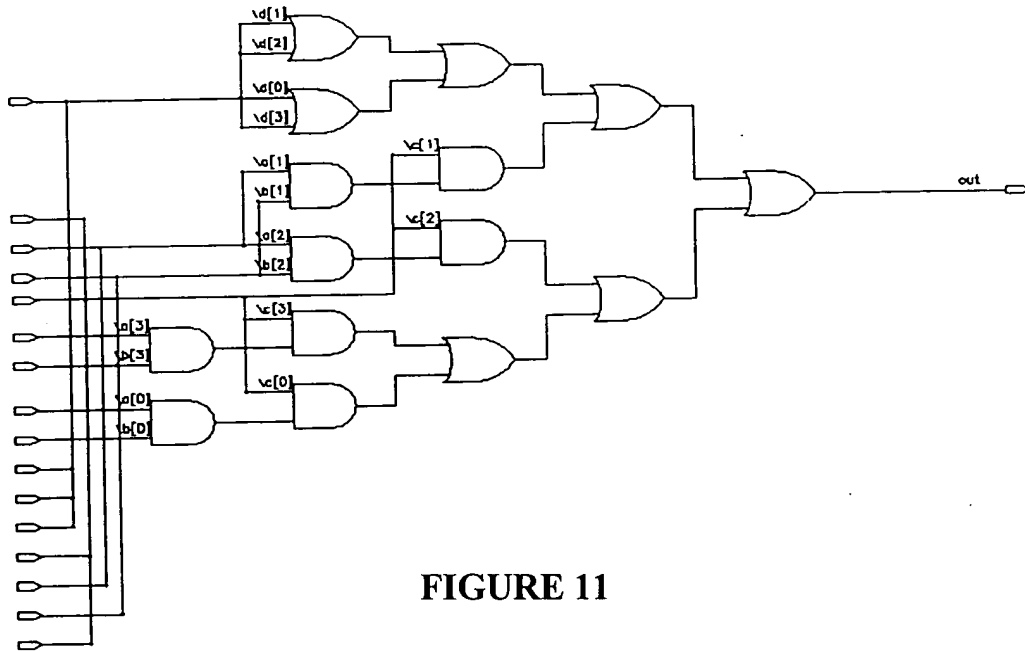 \d[1]
\d[2]
\d[0]
\d[3]
\c[1]
\a[1]
\b[1]
out
\c[2]
\a[2]
\b[2]
\c[3]
\a[3]
\b[3]
\c[0]
\a[0]
\b[0]
FIGURE 11